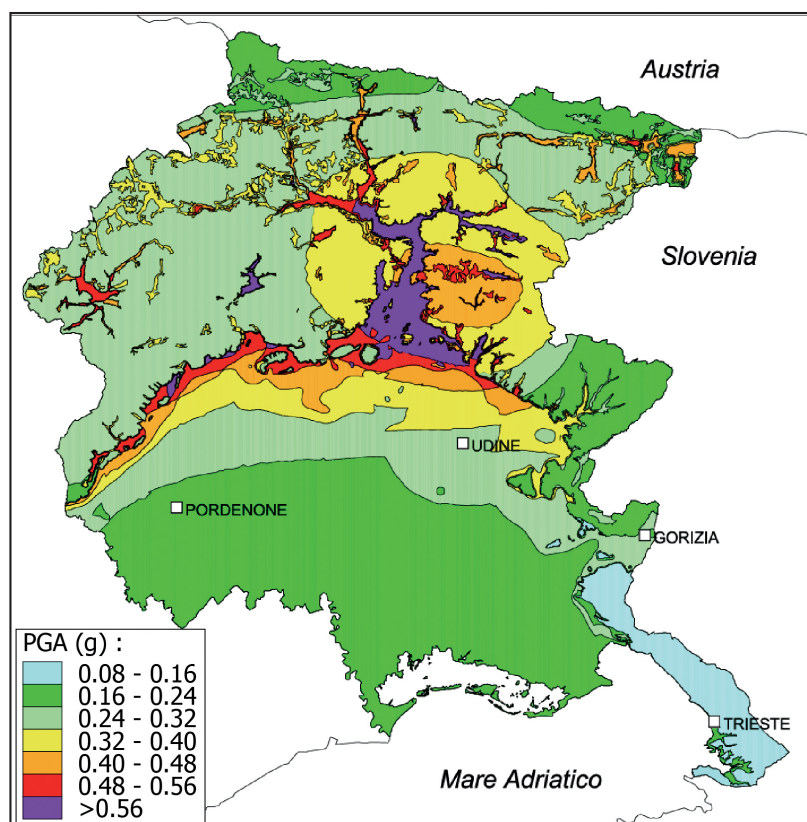 Austria
Slovenia
UDINE
PORDENONE
GORIZIA
PGA (g) :
0.08 - 0.16
0.16 - 0.24
0.24 - 0.32
0.32 - 0.40
0.40 - 0.48
0.48 - 0.56
>0.56
TRIESTE
Mare Adriatico